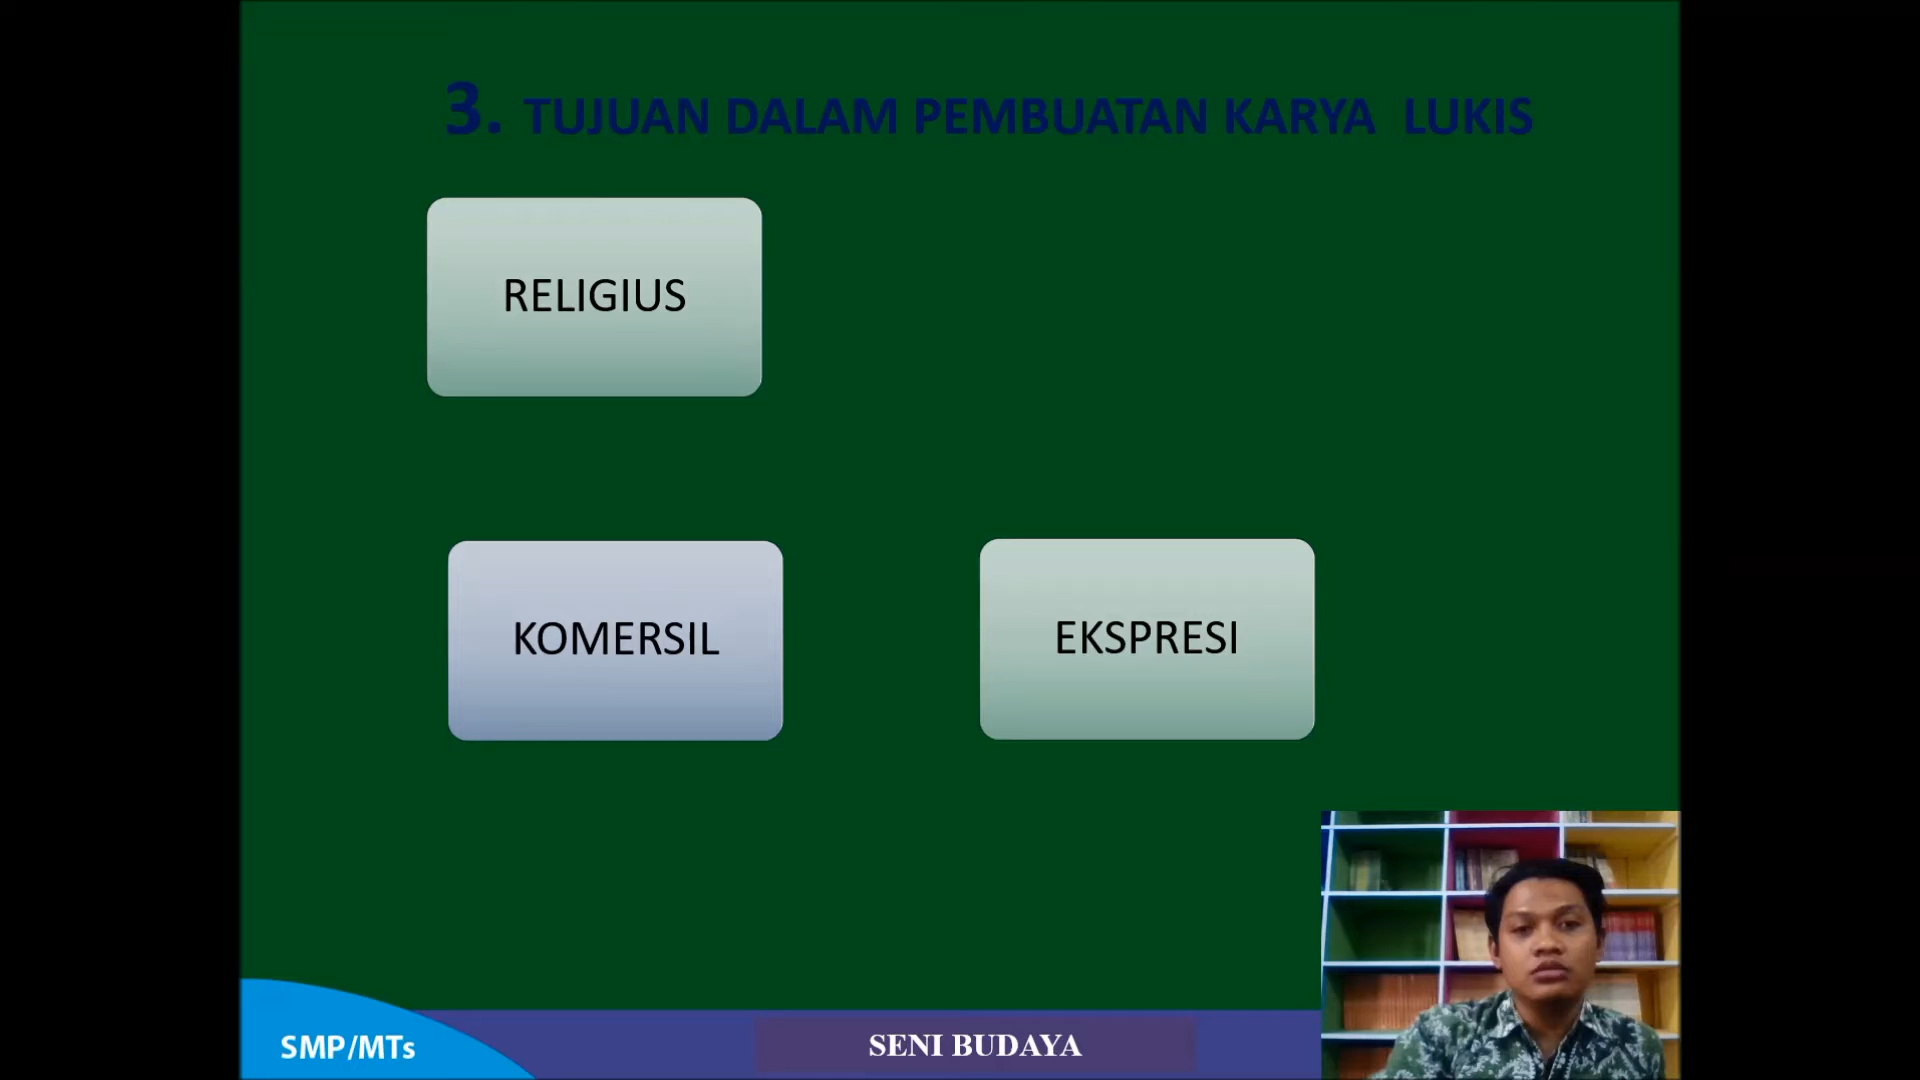 3. TUJUAN DALAM PEMBUATAN KARYA LUKIS
RELIGIUS
KOMERSIL
EKSPRESI
SMP/MTs
SENI BUDAYA